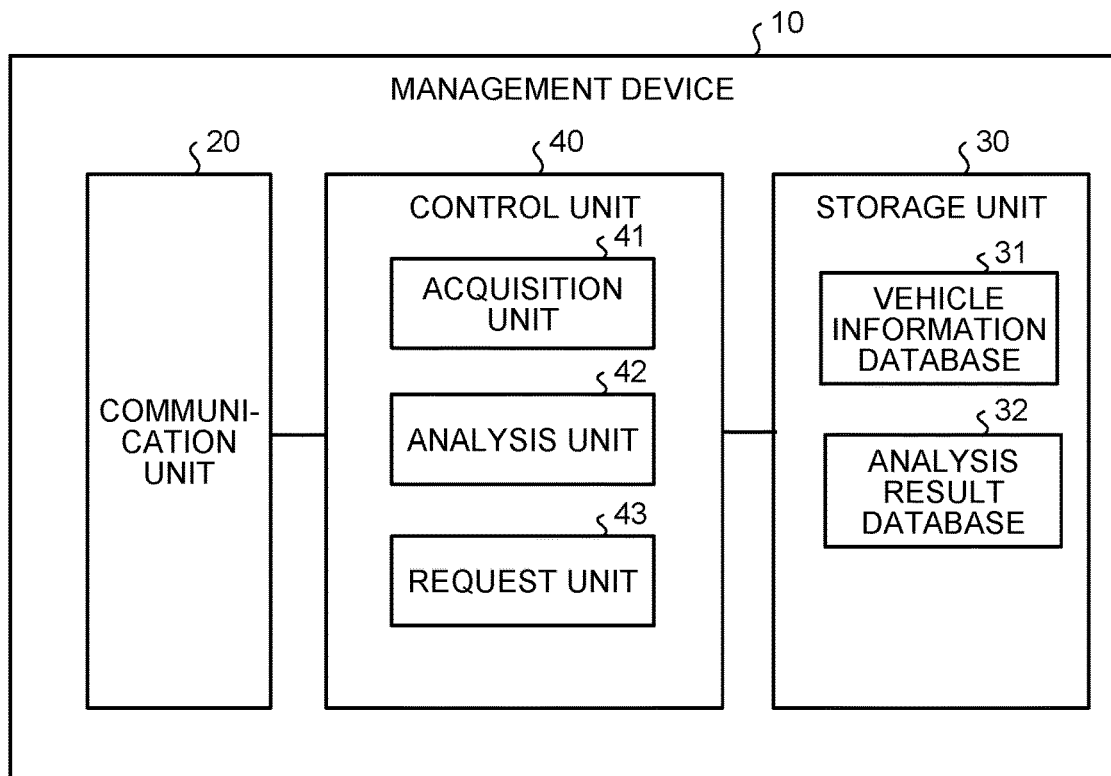 10
MANAGEMENT DEVICE
20
COMMUNI-
CATION
UNIT
40
CONTROL UNIT
41
ACQUISITION
UNIT
42
ANALYSIS UNIT
43
REQUEST UNIT
30
STORAGE UNIT
31
VEHICLE
INFORMATION
DATABASE
32
ANALYSIS
RESULT
DATABASE